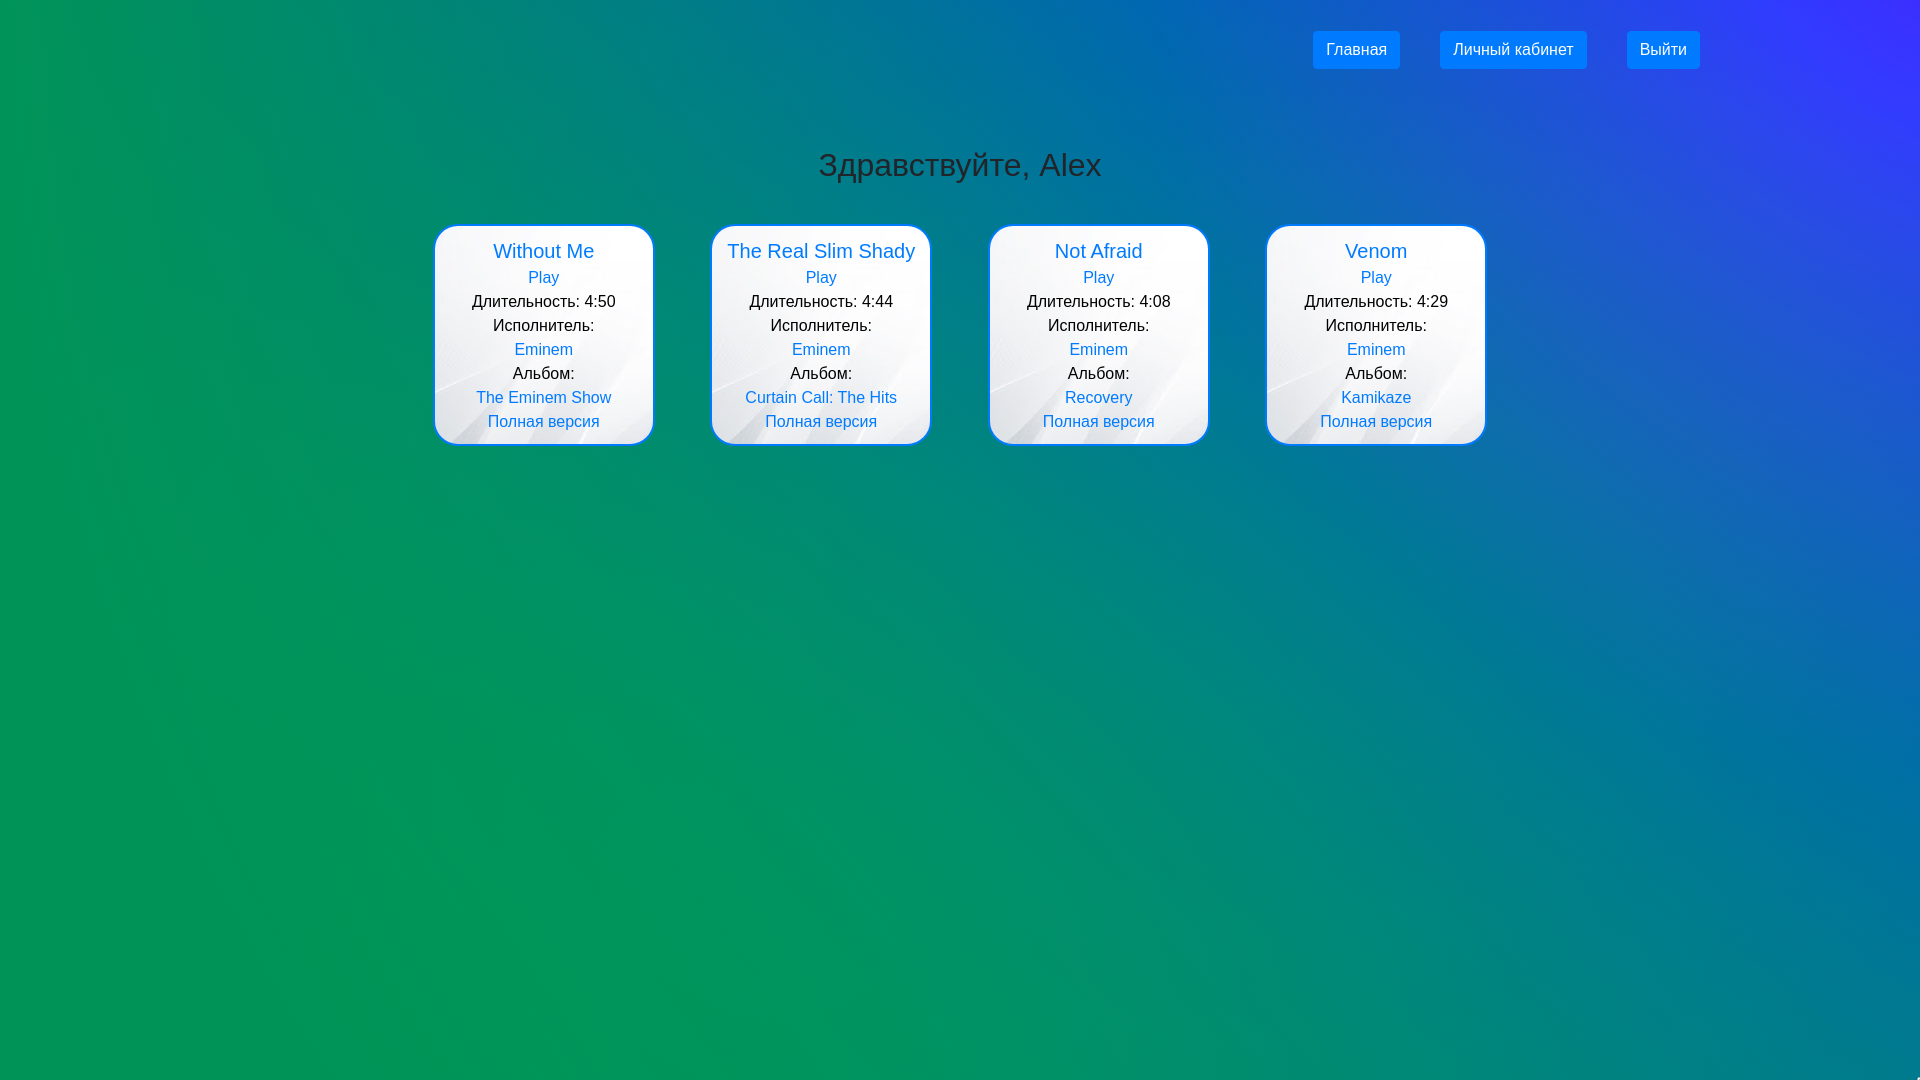 Главная
Личный кабинет
Выйти
Здравствуйте, Alex
Without Me
Play
Длительность: 4:50
Исполнитель:
Eminem
Альбом:
The Eminem Show
Полная версия
The Real Slim Shady
Play
Длительность: 4:44
Исполнитель:
Eminem
Альбом:
Curtain Call: The Hits
Полная версия
Not Afraid
Play
Длительность: 4:08
Исполнитель:
Eminem
Альбом:
Recovery
Полная версия
Venom
Play
Длительность: 4:29
Исполнитель:
Eminem
Альбом:
Kamikaze
Полная версия